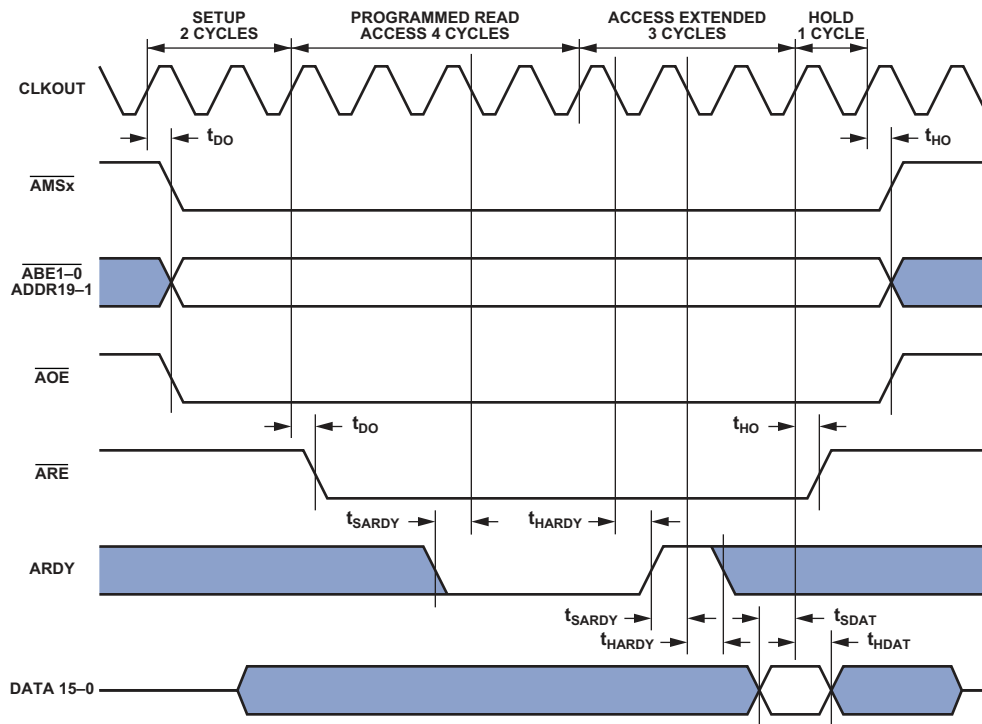 SETUP
2 CYCLES
PROGRAMMED READ
ACCESS 4 CYCLES
ACCESS EXTENDED
3 CYCLES
HOLD
1 CYCLE
CLKOUT
tDO
tHO
AMSx
ABE1–0
ADDR19–1
AOE
tDO
tHO
ARE
tSARDY
tHARDY
ARDY
tSARDY
tSDAT
tHARDY
tHDAT
DATA 15–0